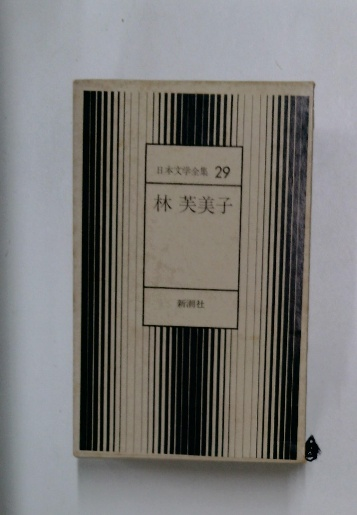 日本文学全集 29
林 芙美子
新潮社